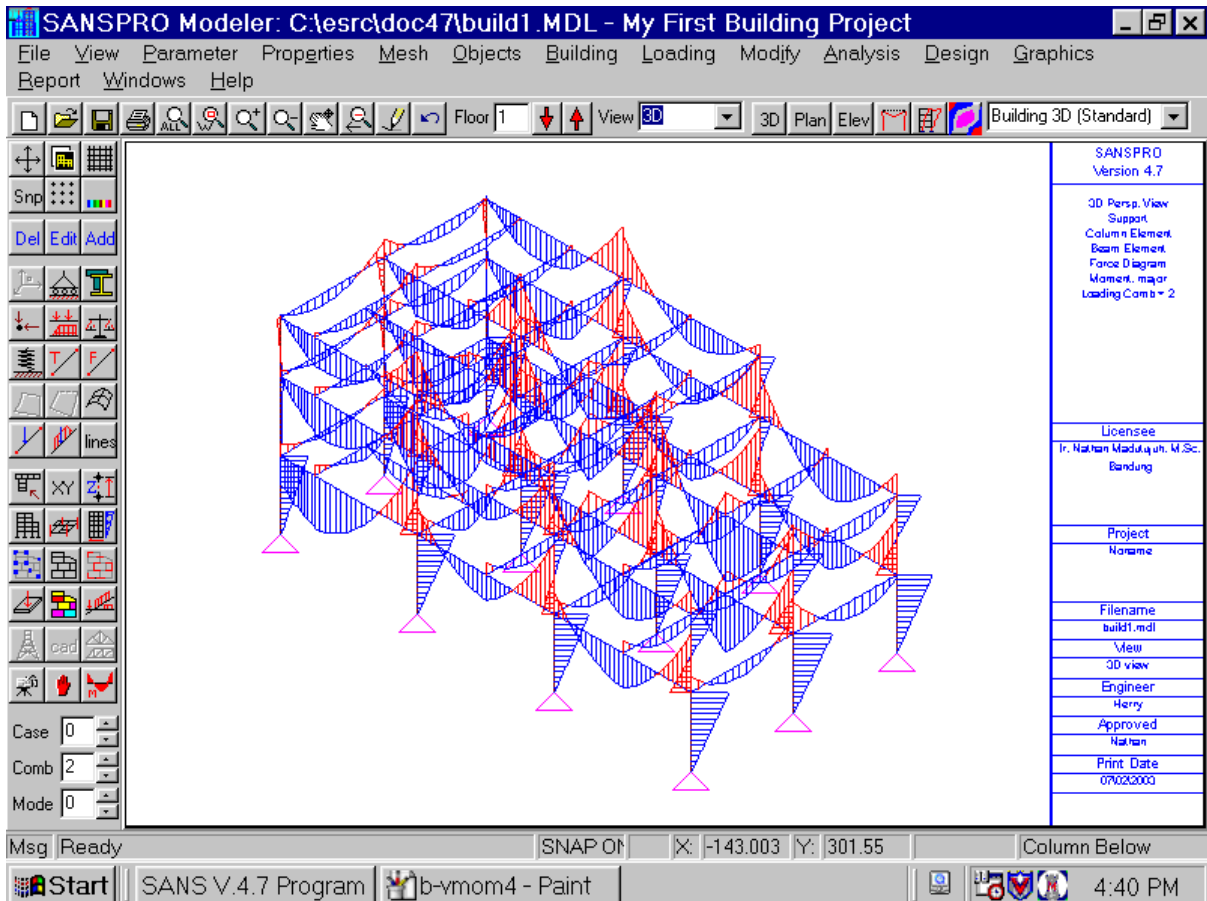 SANSPRO Modeler: C:\esrc\doc47\build1.MDL - My First Building Project
File View Parameter Properties Mesh Objects Building Loading Modify Analysis Design Graphics
Report Windows Help
ALL Floor 1 View 3D 3D Plan Elev Building 3D (Standard)
Snp
Del Edit Add
T F
lines
XY Z
cad
M
Case 0
Comb 2
Mode 0
SANSPRO
Version 4.7
3D Persp. View
Support
Column Element
Beam Element
Force Diagram
Moment, major
Loading Comb = 2
Licensee
Ir. Nathan M.Sc.
Bandung
Project
Noname
Filename
build1.mdl
View
3D view
Engineer
Herry
Approved
Nathan
Print Date
Msg Ready SNAP ON X: -143.003 Y: 301.55 Column Below
Start SANS V.4.7 Program b-vmom4 - Paint 4:40 PM